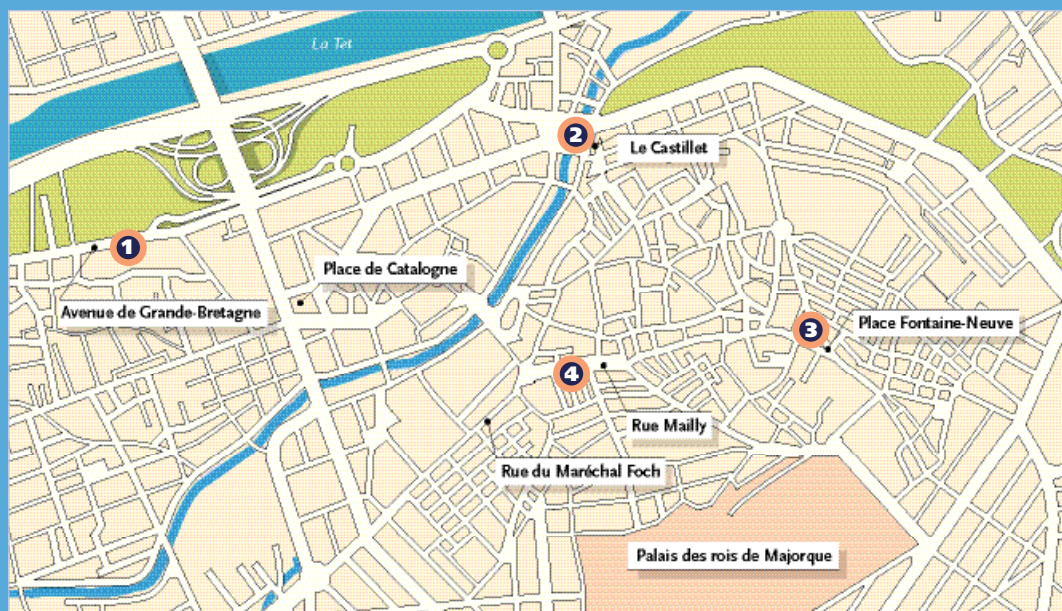 La Tet
2
Le Castillet
1
Place de Catalogne
Avenue de Grande-Bretagne
3
Place Fontaine-Neuve
4
Rue Mailly
Rue du Maréchal Foch
Palais des rois de Majorque